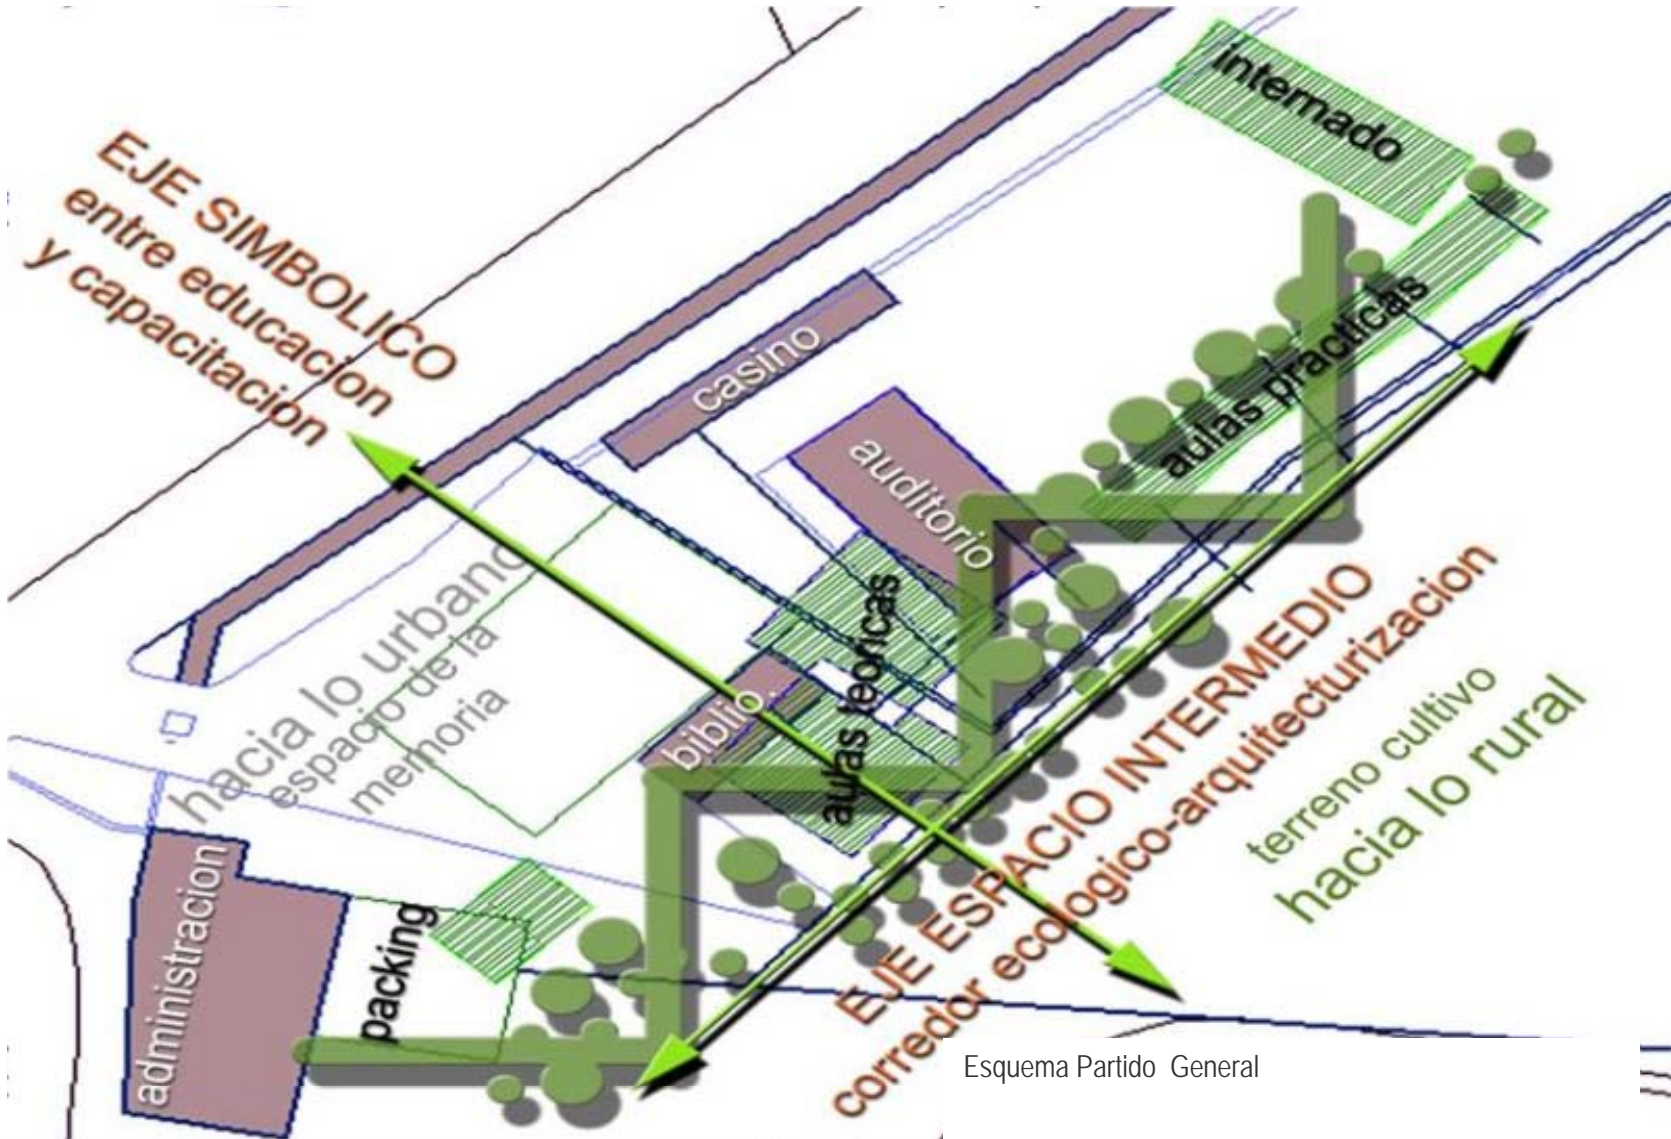 internado
EJE SIMBOLICO
entre educacion
y capacitacion
casino
aulas practicas
auditorio
hacia lo urbano
espacio de la
memoria
aulas teoricas
biblio.
EJE ESPACIO INTERMEDIO
corredor ecologico-arquitecturizacion
terreno cultivo
hacia lo rural
administracion
packing
Esquema Partido General